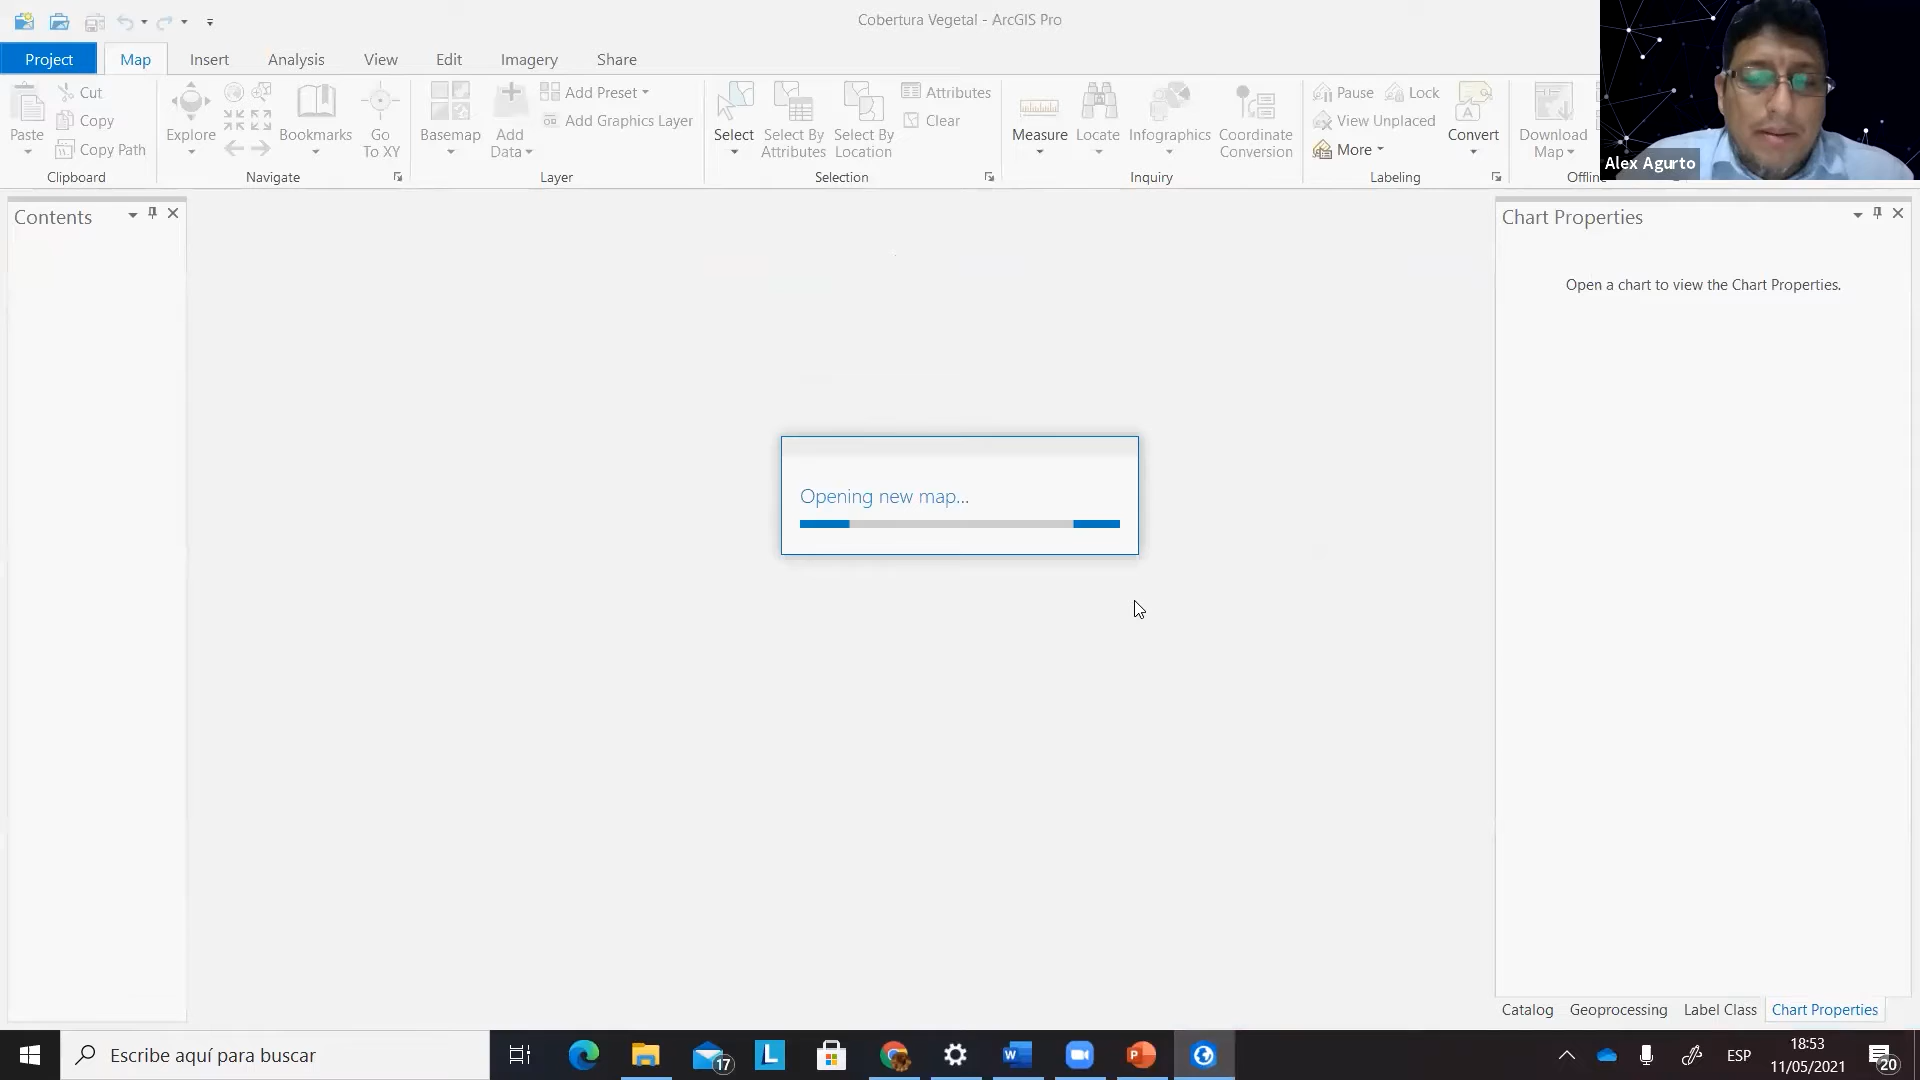 Cobertura Vegetal - ArcGIS Pro
Project
Map
Insert
Analysis
View
Edit
Imagery
Share
Paste
Cut
Copy
Copy Path
Clipboard
Explore
Bookmarks
Go To XY
Navigate
Basemap
Add Data
Add Preset
Add Graphics Layer
Layer
Select
Select By Attributes
Select By Location
Attributes
Clear
Selection
Measure
Locate
Infographics
Coordinate Conversion
Inquiry
Pause
Lock
View Unplaced
More
Convert
Labeling
Download Map
Offline
Alex Agurto
Contents
Chart Properties
Open a chart to view the Chart Properties.
Opening new map...
Catalog
Geoprocessing
Label Class
Chart Properties
Escribe aquí para buscar
17
L
W
P
ESP
18:53
11/05/2021
20